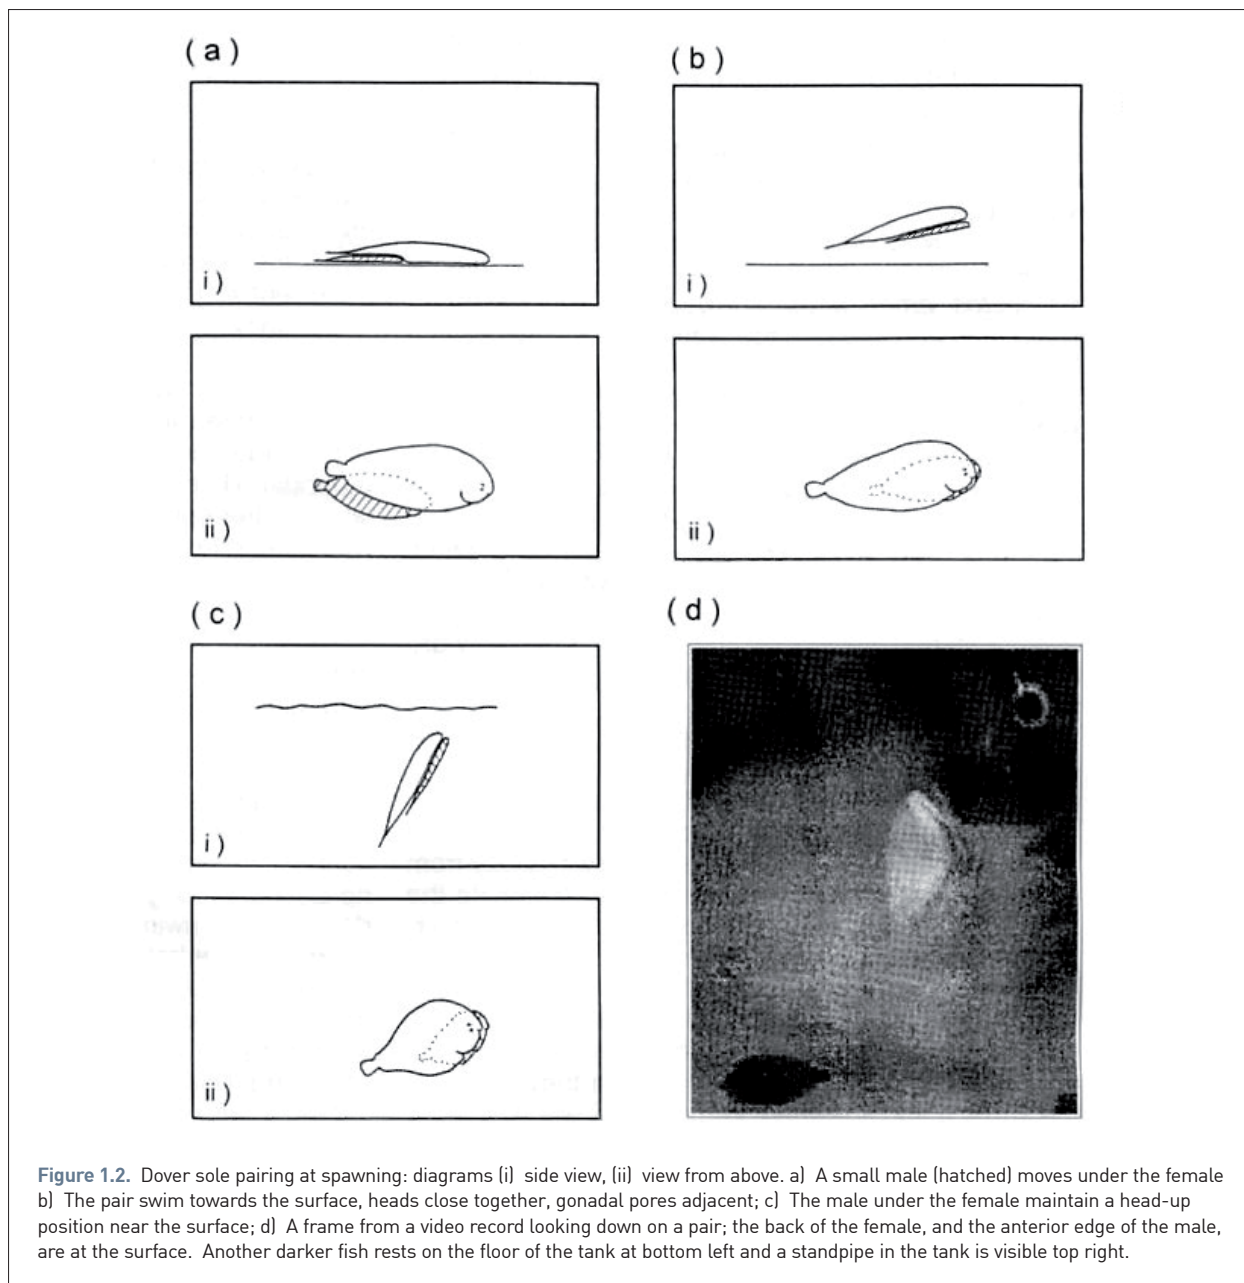 ( a )
( b )
i )
i )
ii )
ii )
( c )
( d )
i )
ii )
Figure 1.2. Dover sole pairing at spawning: diagrams (i) side view, (ii) view from above. a) A small male (hatched) moves under the female
b) The pair swim towards the surface, heads close together, gonadal pores adjacent; c) The male under the female maintain a head-up
position near the surface; d) A frame from a video record looking down on a pair; the back of the female, and the anterior edge of the male,
are at the surface. Another darker fish rests on the floor of the tank at bottom left and a standpipe in the tank is visible top right.